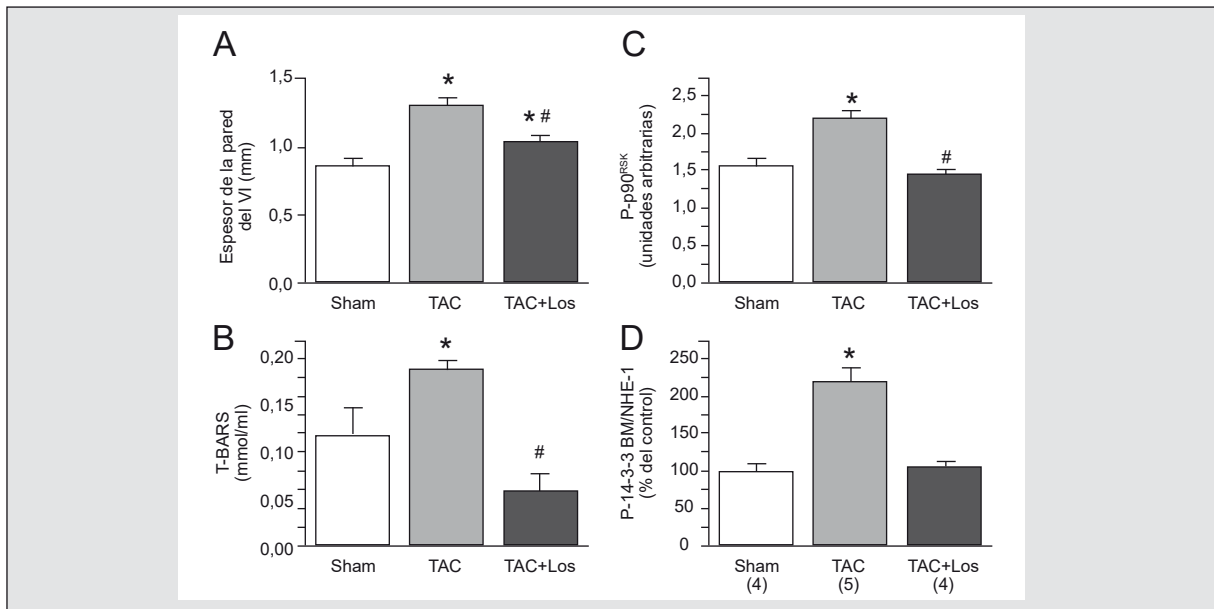 A
Espesor de la pared
del VI (mm)
1,5
1,0
0,5
0,0
*
* #
Sham TAC TAC+Los
C
P-p90RSK
(unidades arbitrarias)
2,5
2,0
1,5
1,0
0,5
0,0
*
#
Sham TAC TAC+Los
B
T-BARS
(mmol/ml)
0,20
0,15
0,10
0,05
0,00
*
#
Sham TAC TAC+Los
D
P-14-3-3 BM/NHE-1
(% del control)
250
200
150
100
50
0
*
Sham TAC TAC+Los
(4) (5) (4)